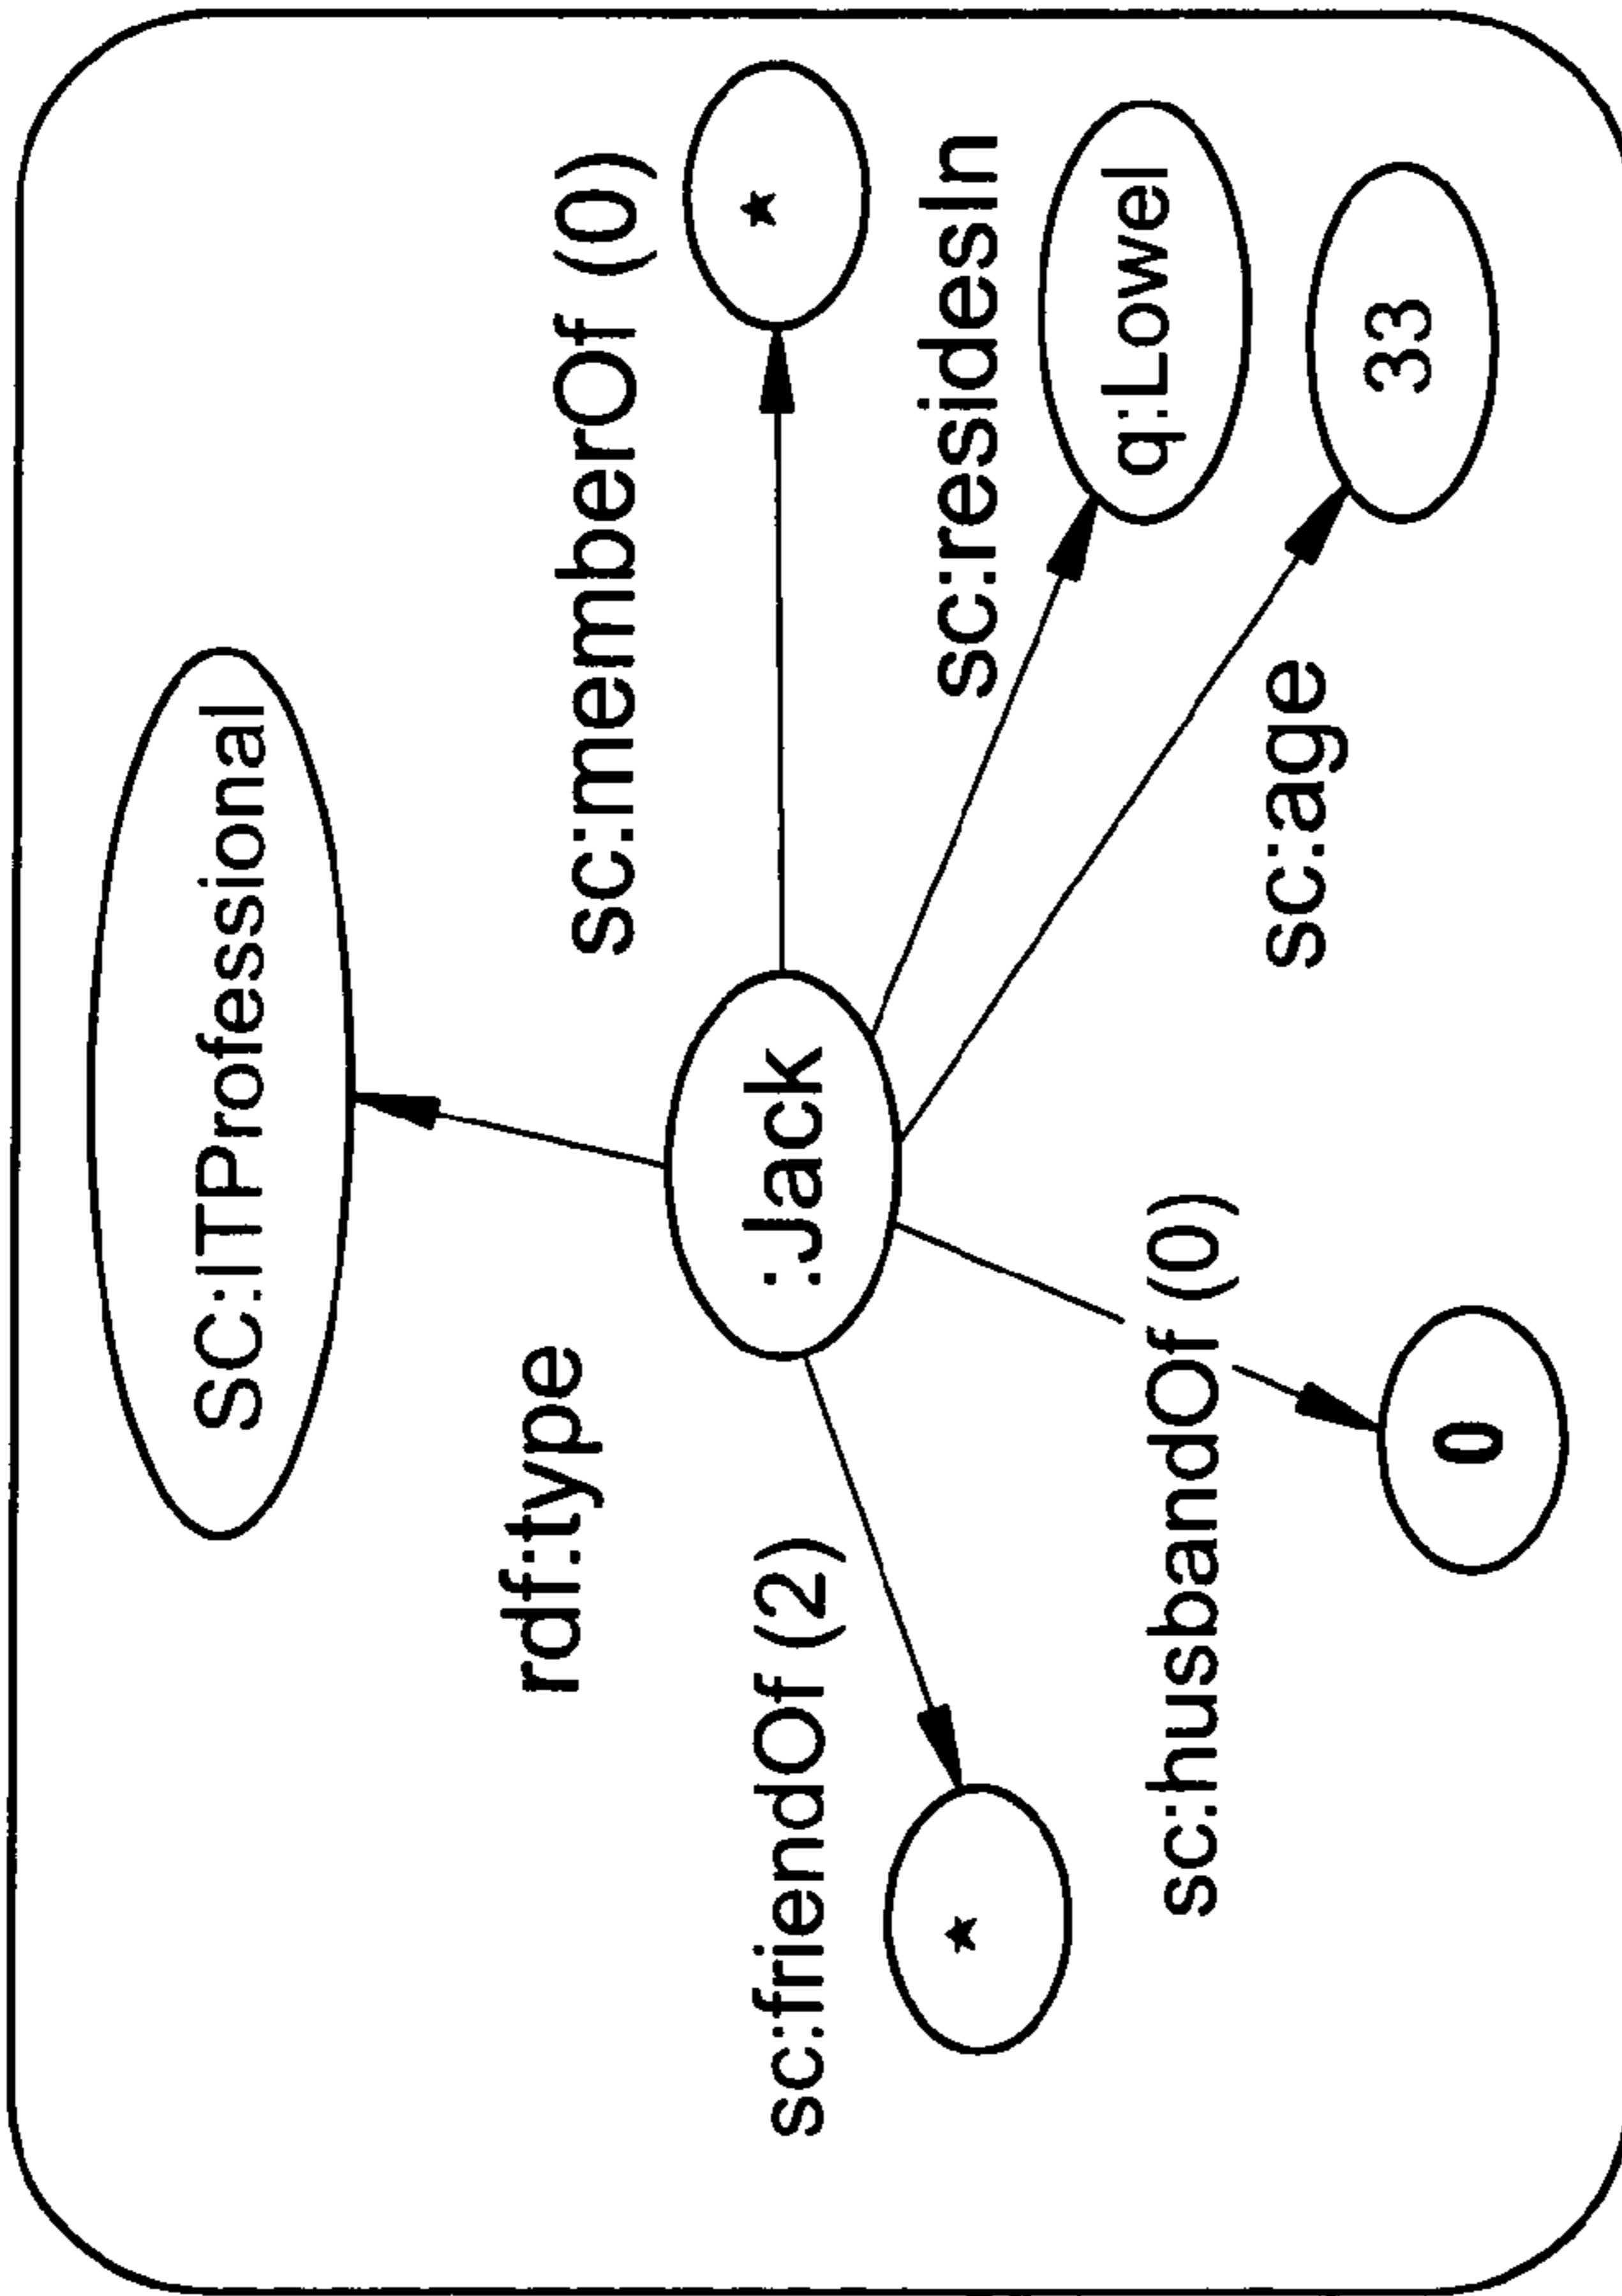 sc:ITProfessional
rdf:type
sc:memberOf (0)
★
sc:friendOf (2)
:Jack
★
sc:residesIn
q:Lowel
sc:husbandOf (0)
sc:age
0
33